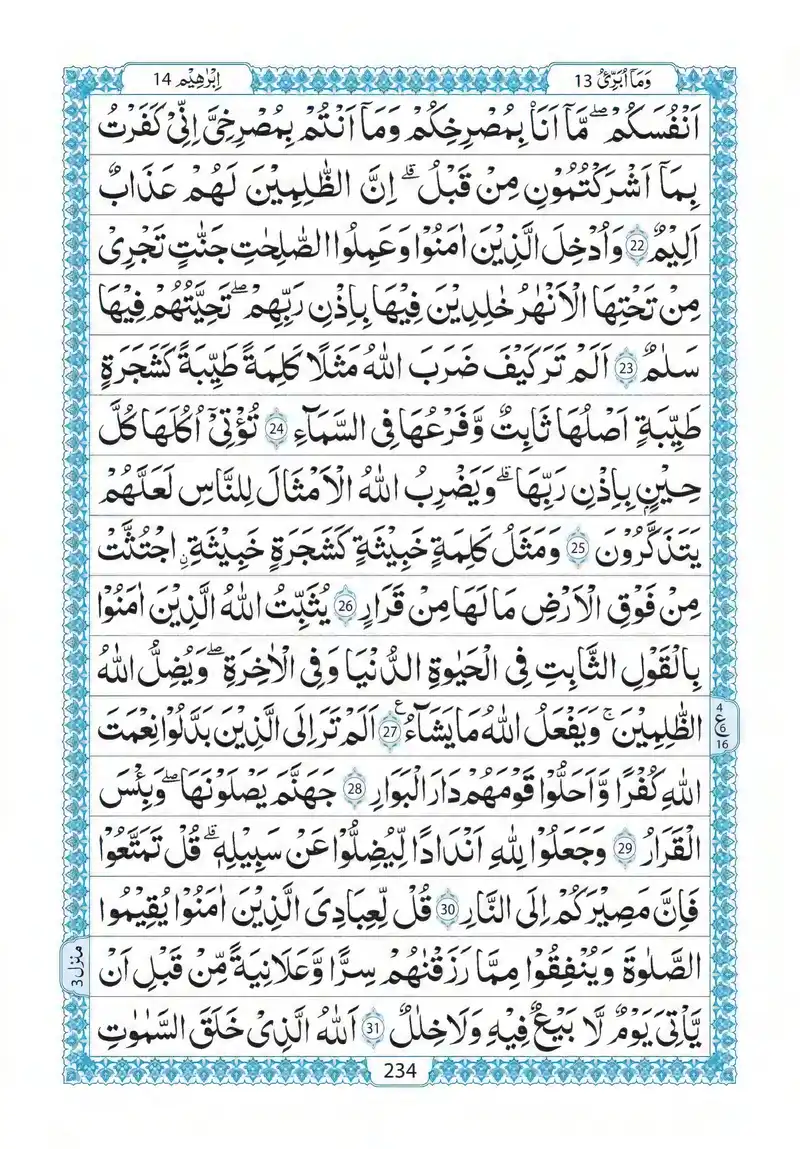 وَمَاۤ اُبَرِّئُ 13
اِبْرٰهِيْم 14
اَنْفُسَكُمْ ؕ مَاۤ اَنَا بِمُصْرِخِكُمْ وَمَاۤ اَنْتُمْ بِمُصْرِخِىَّ اِنِّىْ كَفَرْتُ
بِمَاۤ اَشْرَكْتُمُوْنِ مِنْ قَبْلُ ؕ اِنَّ الظّٰلِمِيْنَ لَهُمْ عَذَابٌ
اَلِيْمٌ 22 وَاُدْخِلَ الَّذِيْنَ اٰمَنُوْا وَعَمِلُوا الصّٰلِحٰتِ جَنّٰتٍ تَجْرِىْ
مِنْ تَحْتِهَا الْاَنْهٰرُ خٰلِدِيْنَ فِيْهَا بِاِذْنِ رَبِّهِمْ ؕ تَحِيَّتُهُمْ فِيْهَا
سَلٰمٌ 23 اَلَمْ تَرَ كَيْفَ ضَرَبَ اللّٰهُ مَثَلًا كَلِمَةً طَيِّبَةً كَشَجَرَةٍ
طَيِّبَةٍ اَصْلُهَا ثَابِتٌ وَّفَرْعُهَا فِى السَّمَآءِ 24 تُؤْتِىْۤ اُكُلَهَا كُلَّ
حِيْنٍۭ بِاِذْنِ رَبِّهَا ؕ وَيَضْرِبُ اللّٰهُ الْاَمْثَالَ لِلنَّاسِ لَعَلَّهُمْ
يَتَذَكَّرُوْنَ 25 وَمَثَلُ كَلِمَةٍ خَبِيْثَةٍ كَشَجَرَةٍ خَبِيْثَةِ ۨاجْتُثَّتْ
مِنْ فَوْقِ الْاَرْضِ مَا لَهَا مِنْ قَرَارٍ 26 يُثَبِّتُ اللّٰهُ الَّذِيْنَ اٰمَنُوْا
بِالْقَوْلِ الثَّابِتِ فِى الْحَيٰوةِ الدُّنْيَا وَفِى الْاٰخِرَةِ ۖ وَيُضِلُّ اللّٰهُ
الظّٰلِمِيْنَ ۚ وَيَفْعَلُ اللّٰهُ مَا يَشَآءُ ع 27 اَلَمْ تَرَ اِلَى الَّذِيْنَ بَدَّلُوْا نِعْمَتَ
4
ع
6
16
اللّٰهِ كُفْرًا وَّاَحَلُّوْا قَوْمَهُمْ دَارَ الْبَوَارِ 28 جَهَنَّمَ يَصْلَوْنَهَا ؕ وَبِئْسَ
الْقَرَارُ 29 وَجَعَلُوْا لِلّٰهِ اَنْدَادًا لِّيُضِلُّوْا عَنْ سَبِيْلِهٖ ؕ قُلْ تَمَتَّعُوْا
فَاِنَّ مَصِيْرَكُمْ اِلَى النَّارِ 30 قُلْ لِّعِبَادِىَ الَّذِيْنَ اٰمَنُوْا يُقِيْمُوا
الصَّلٰوةَ وَيُنْفِقُوْا مِمَّا رَزَقْنٰهُمْ سِرًّا وَّعَلَانِيَةً مِّنْ قَبْلِ اَنْ
منزل 3
يَّاْتِىَ يَوْمٌ لَّا بَيْعٌ فِيْهِ وَلَا خِلٰلٌ 31 اَللّٰهُ الَّذِىْ خَلَقَ السَّمٰوٰتِ
234